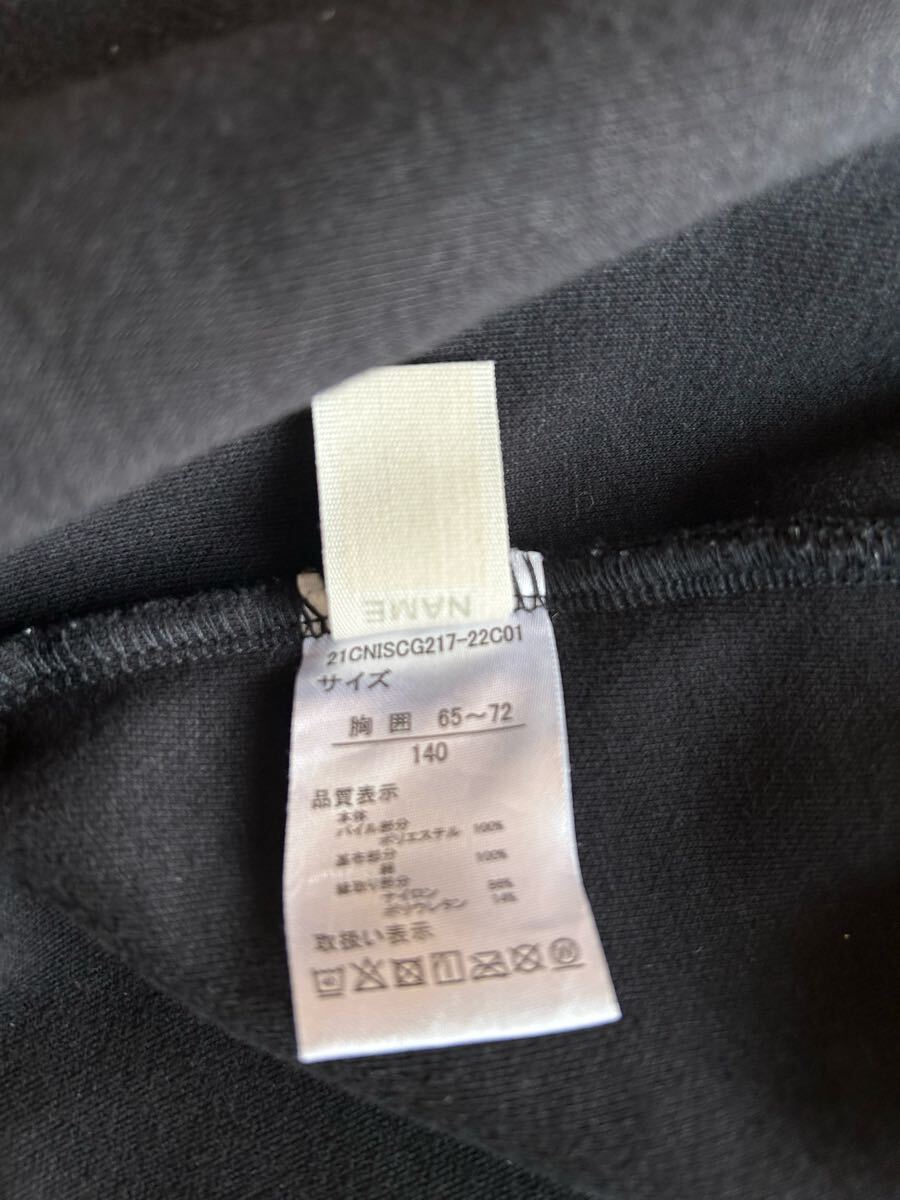 NAME
21CNISCG217-22C01
サイズ
胸囲 65～72
140
品質表示
本体
パイル部分
ポリエステル 100%
基布部分
綿 100%
縁取り部分
ナイロン 86%
ポリウレタン 14%
取扱い表示